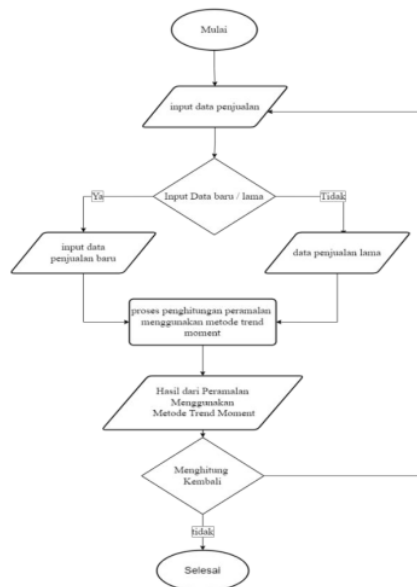 Mulai
input data penjualan
Input Data baru / lama
Ya
Tidak
input data
penjualan baru
data penjualan lama
proses penghitungan peramalan
menggunakan metode trend
moment
Hasil dari Peramalan
Menggunakan
Metode Trend Moment
Menghitung
Kembali
tidak
Selesai